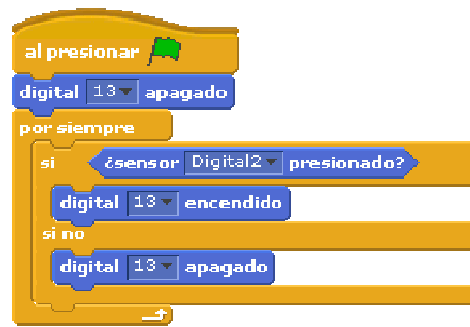 al presionar
digital 13 apagado
por siempre
si ¿sensor Digital2 presionado?
digital 13 encendido
si no
digital 13 apagado